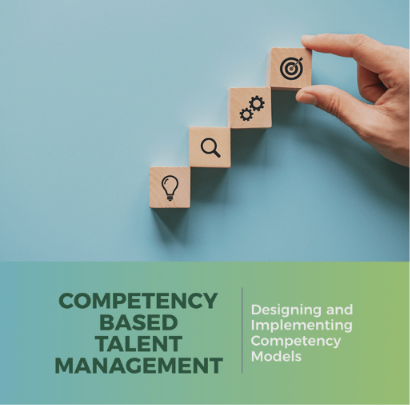 COMPETENCY
BASED
TALENT
MANAGEMENT
Designing and
Implementing
Competency
Models